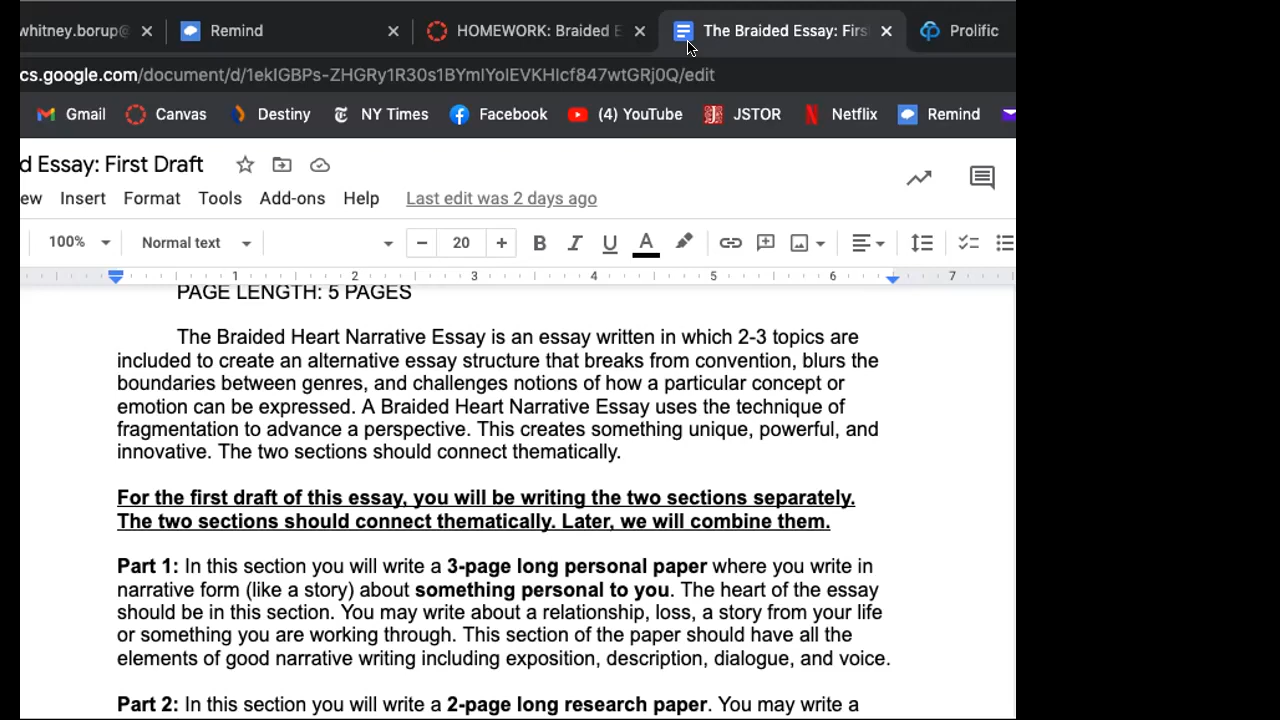 whitney.borup@ Remind HOMEWORK: Braided E The Braided Essay: Firs Prolific
cs.google.com/document/d/1ekIGBPs-ZHGRy1R30s1BYmIYoIEVKHIcf847wtGRj0Q/edit
Gmail Canvas Destiny NY Times Facebook (4) YouTube JSTOR Netflix Remind
d Essay: First Draft
ew Insert Format Tools Add-ons Help Last edit was 2 days ago
100% Normal text − 20 + B I U A
1 2 3 4 5 6 7
PAGE LENGTH: 5 PAGES
The Braided Heart Narrative Essay is an essay written in which 2-3 topics are
included to create an alternative essay structure that breaks from convention, blurs the
boundaries between genres, and challenges notions of how a particular concept or
emotion can be expressed. A Braided Heart Narrative Essay uses the technique of
fragmentation to advance a perspective. This creates something unique, powerful, and
innovative. The two sections should connect thematically.
For the first draft of this essay, you will be writing the two sections separately.
The two sections should connect thematically. Later, we will combine them.
Part 1: In this section you will write a 3-page long personal paper where you write in
narrative form (like a story) about something personal to you. The heart of the essay
should be in this section. You may write about a relationship, loss, a story from your life
or something you are working through. This section of the paper should have all the
elements of good narrative writing including exposition, description, dialogue, and voice.
Part 2: In this section you will write a 2-page long research paper. You may write a